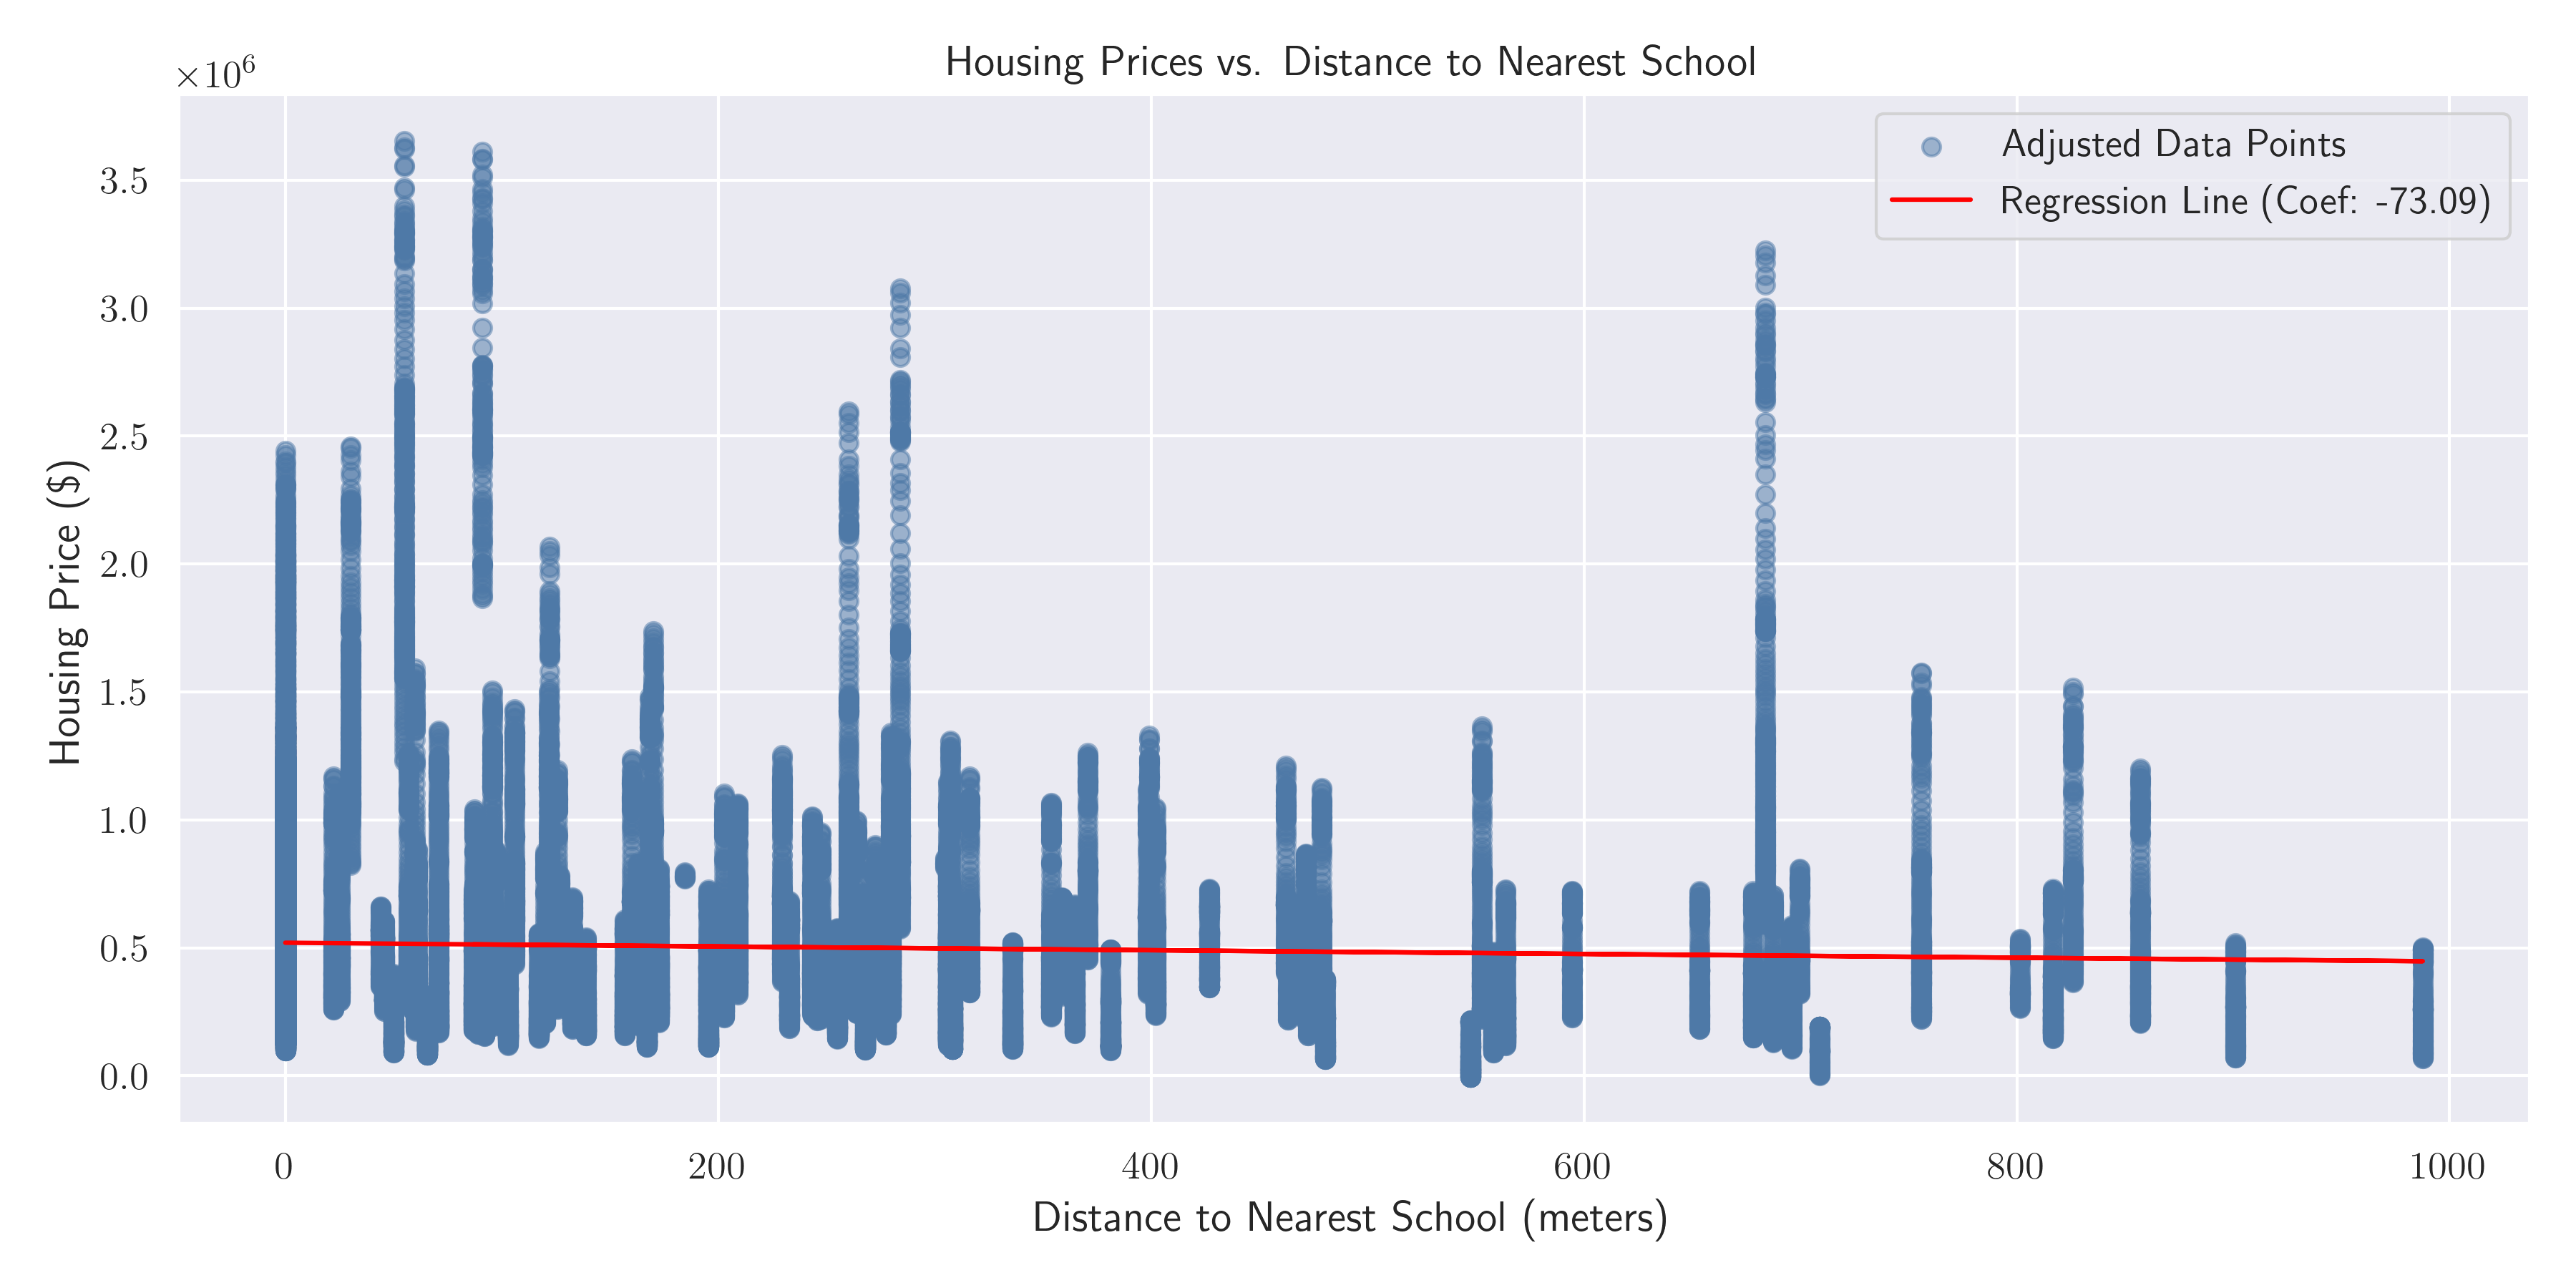 Housing Prices vs. Distance to Nearest School
×10⁶
Adjusted Data Points
Regression Line (Coef: -73.09)
3.5
3.0
2.5
2.0
1.5
1.0
0.5
0.0
Housing Price ($)
0 200 400 600 800 1000
Distance to Nearest School (meters)